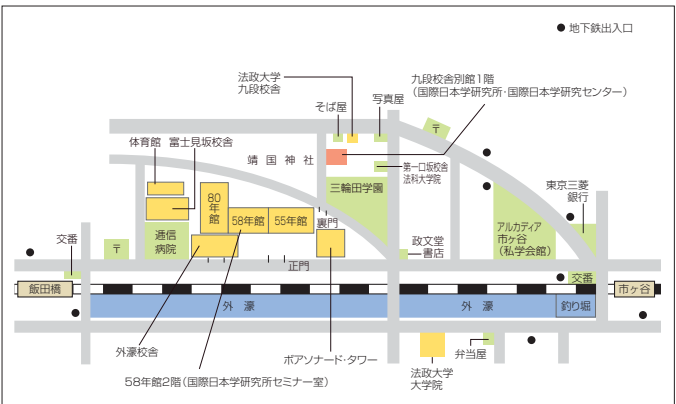 ● 地下鉄出入口
法政大学
九段校舎
九段校舎別館1階
(国際日本学研究所・国際日本学研究センター)
そば屋
写真屋
〒
体育館
富士見坂校舎
靖国神社
第一口坂校舎
法科大学院
三輪田学園
東京三菱
銀行
80
年
館
58年館
55年館
裏門
アルカディア
市ヶ谷
(私学会館)
交番
〒
逓信
病院
政文堂
書店
正門
交番
飯田橋
市ヶ谷
外濠
外濠
釣り堀
外濠校舎
ボアソナード・タワー
弁当屋
58年館2階(国際日本学研究所セミナー室)
法政大学
大学院